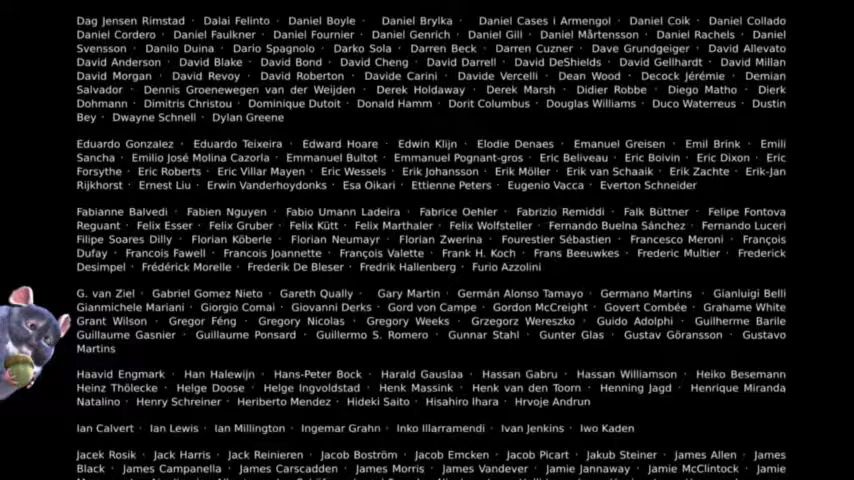 Dag Jensen Rimstad · Dalai Felinto · Daniel Boyle · Daniel Brylka · Daniel Cases i Armengol · Daniel Coik · Daniel Collado
Daniel Cordero · Daniel Faulkner · Daniel Fournier · Daniel Genrich · Daniel Gill · Daniel Mårtensson · Daniel Rachels · Daniel
Svensson · Danilo Duina · Dario Spagnolo · Darko Sola · Darren Beck · Darren Cuzner · Dave Grundgeiger · David Allevato
David Anderson · David Blake · David Bond · David Cheng · David Darrell · David DeShields · David Gellhardt · David Millan
David Morgan · David Revoy · David Roberton · Davide Carini · Davide Vercelli · Dean Wood · Decock Jérémie · Demian
Salvador · Dennis Groenewegen van der Weijden · Derek Holdaway · Derek Marsh · Didier Robbe · Diego Matho · Dierk
Dohmann · Dimitris Christou · Dominique Dutoit · Donald Hamm · Dorit Columbus · Douglas Williams · Duco Waterreus · Dustin
Bey · Dwayne Schnell · Dylan Greene
Eduardo Gonzalez · Eduardo Teixeira · Edward Hoare · Edwin Klijn · Elodie Denaes · Emanuel Greisen · Emil Brink · Emili
Sancha · Emilio José Molina Cazorla · Emmanuel Bultot · Emmanuel Pognant-gros · Eric Beliveau · Eric Boivin · Eric Dixon · Eric
Forsythe · Eric Roberts · Eric Villar Mayen · Eric Wessels · Erik Johansson · Erik Möller · Erik van Schaaik · Erik Zachte · Erik-Jan
Rijkhorst · Ernest Liu · Erwin Vanderhoydonks · Esa Oikari · Ettienne Peters · Eugenio Vacca · Everton Schneider
Fabianne Balvedi · Fabien Nguyen · Fabio Umann Ladeira · Fabrice Oehler · Fabrizio Remiddi · Falk Büttner · Felipe Fontova
Reguant · Felix Esser · Felix Gruber · Felix Kütt · Felix Marthaler · Felix Wolfsteller · Fernando Buelna Sánchez · Fernando Luceri
Filipe Soares Dilly · Florian Köberle · Florian Neumayr · Florian Zwerina · Fourestier Sébastien · Francesco Meroni · François
Dufay · Francois Fawell · Francois Joannette · François Valette · Frank H. Koch · Frans Beeuwkes · Frederic Multier · Frederick
Desimpel · Frédérick Morelle · Frederik De Bleser · Fredrik Hallenberg · Furio Azzolini
G. van Ziel · Gabriel Gomez Nieto · Gareth Qually · Gary Martin · Germán Alonso Tamayo · Germano Martins · Gianluigi Belli
Gianmichele Mariani · Giorgio Comai · Giovanni Derks · Gord von Campe · Gordon McCreight · Govert Combée · Grahame White
Grant Wilson · Gregor Féng · Gregory Nicolas · Gregory Weeks · Grzegorz Wereszko · Guido Adolphi · Guilherme Barile
Guillaume Gasnier · Guillaume Ponsard · Guillermo S. Romero · Gunnar Stahl · Gunter Glas · Gustav Göransson · Gustavo
Martins
Haavid Engmark · Han Halewijn · Hans-Peter Bock · Harald Gauslaa · Hassan Gabru · Hassan Williamson · Heiko Besemann
Heinz Thölecke · Helge Doose · Helge Ingvoldstad · Henk Massink · Henk van den Toorn · Henning Jagd · Henrique Miranda
Natalino · Henry Schreiner · Heriberto Mendez · Hideki Saito · Hisahiro Ihara · Hrvoje Andrun
Ian Calvert · Ian Lewis · Ian Millington · Ingemar Grahn · Inko Illarramendi · Ivan Jenkins · Iwo Kaden
Jacek Rosik · Jack Harris · Jack Reinieren · Jacob Boström · Jacob Emcken · Jacob Picart · Jakub Steiner · James Allen · James
Black · James Campanella · James Carscadden · James Morris · James Vandever · Jamie Jannaway · Jamie McClintock · Jamie